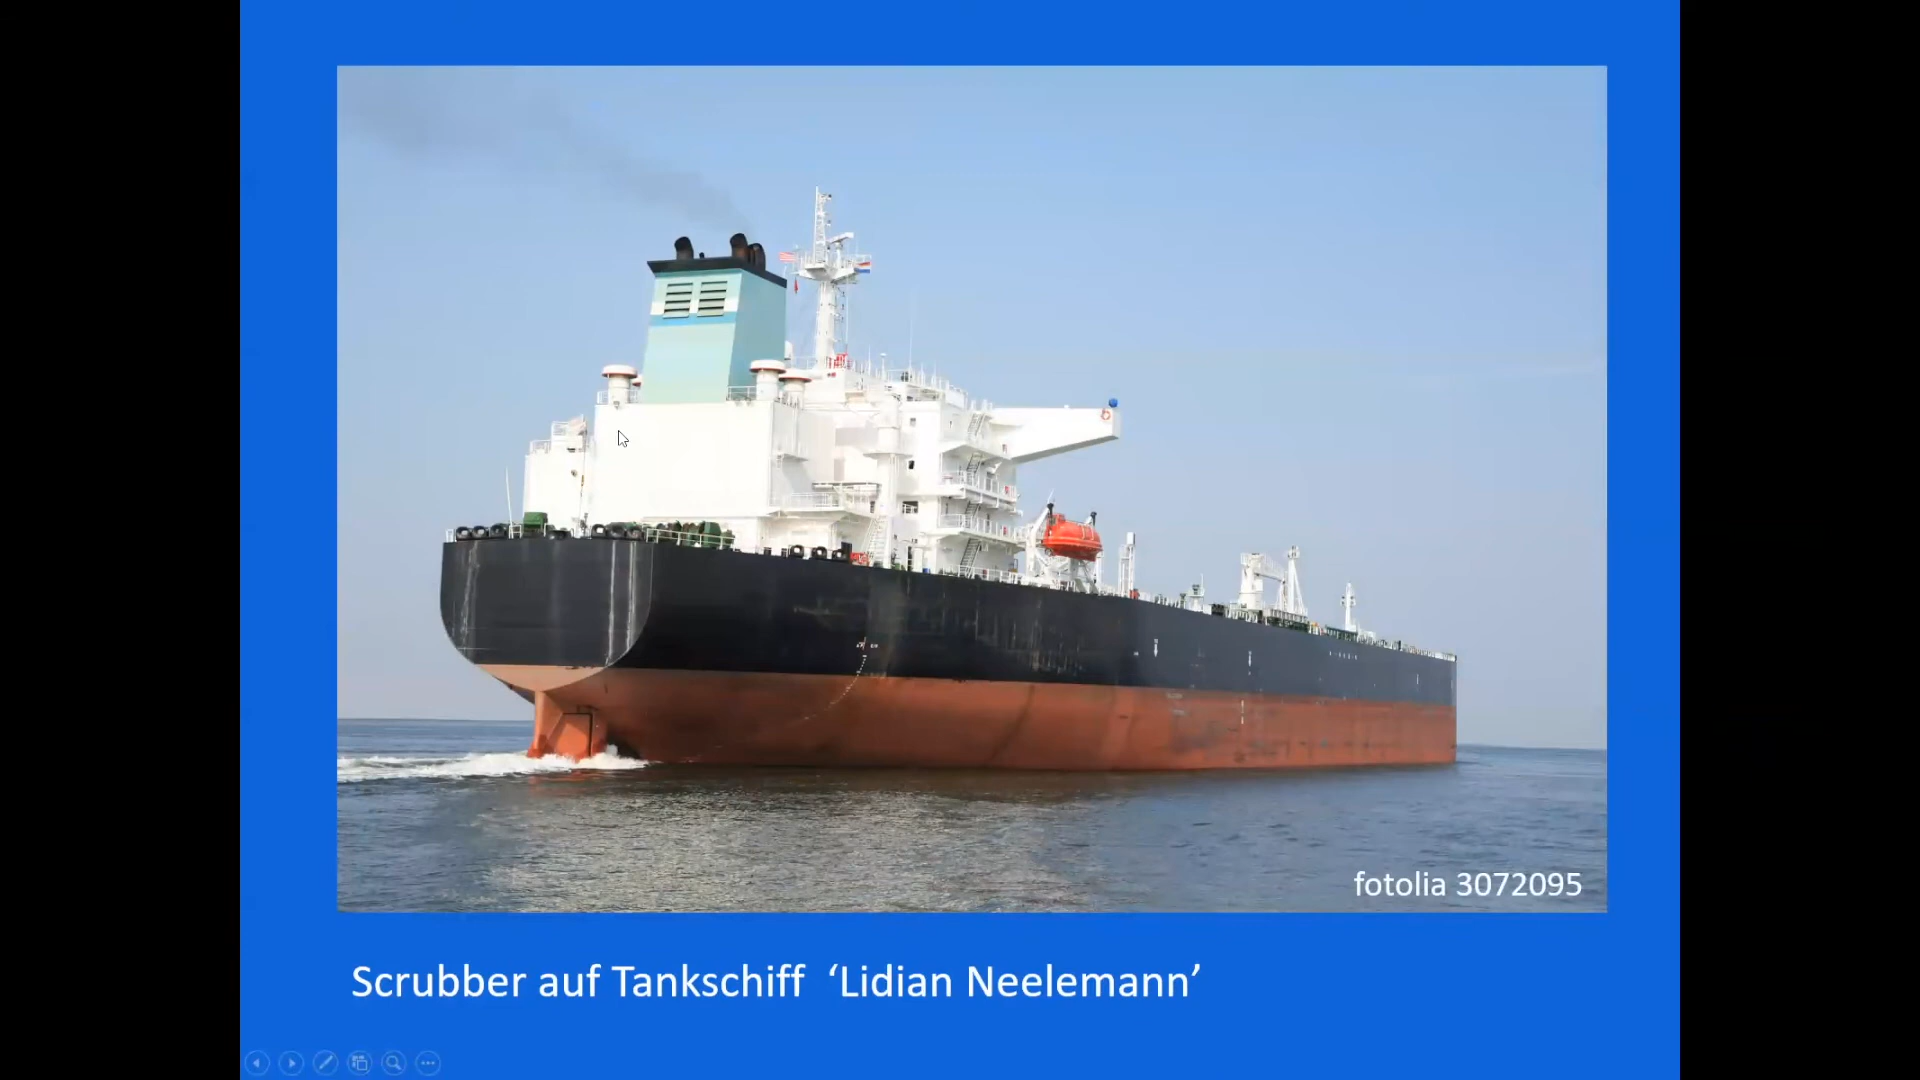 fotolia 3072095
Scrubber auf Tankschiff ‘Lidian Neelemann’